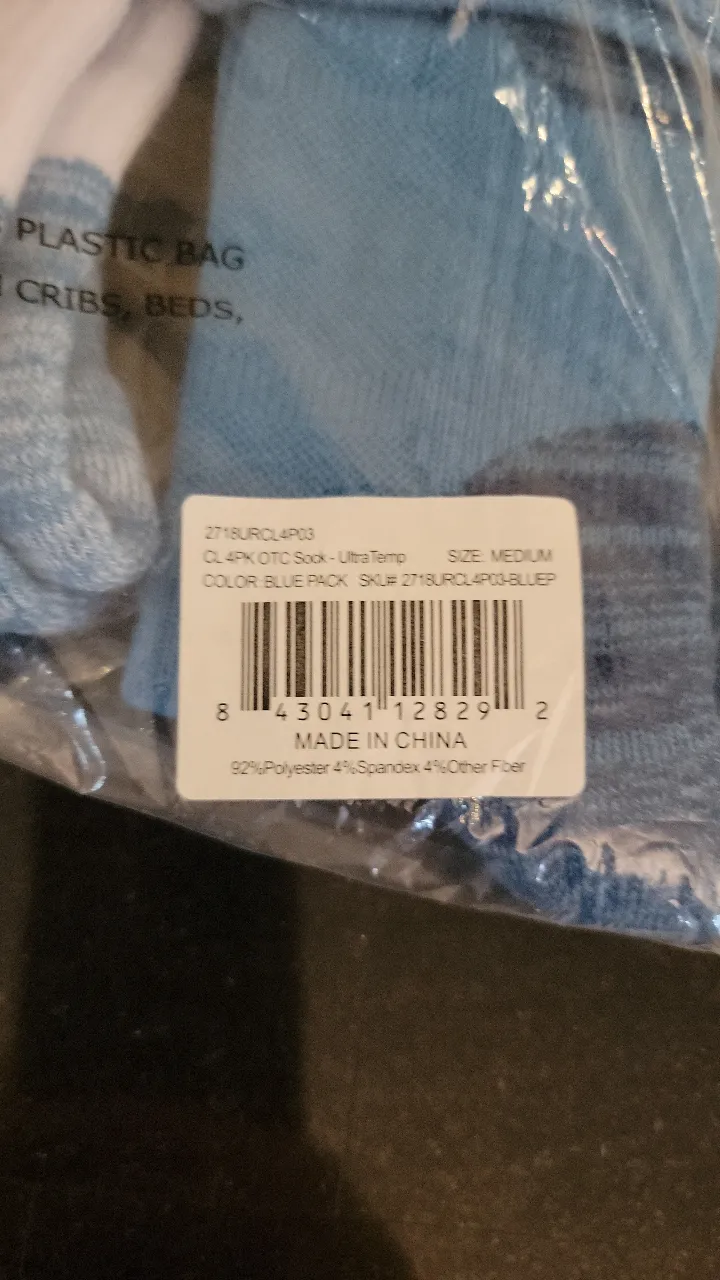 PLASTIC BAG
CRIBS, BEDS,
2718URCL4P03
CL 4PK OTC Sock - UltraTemp SIZE: MEDIUM
COLOR: BLUE PACK SKU# 2718URCL4P03-BLUEP
8 43041 12829 2
MADE IN CHINA
92%Polyester 4%Spandex 4%Other Fiber